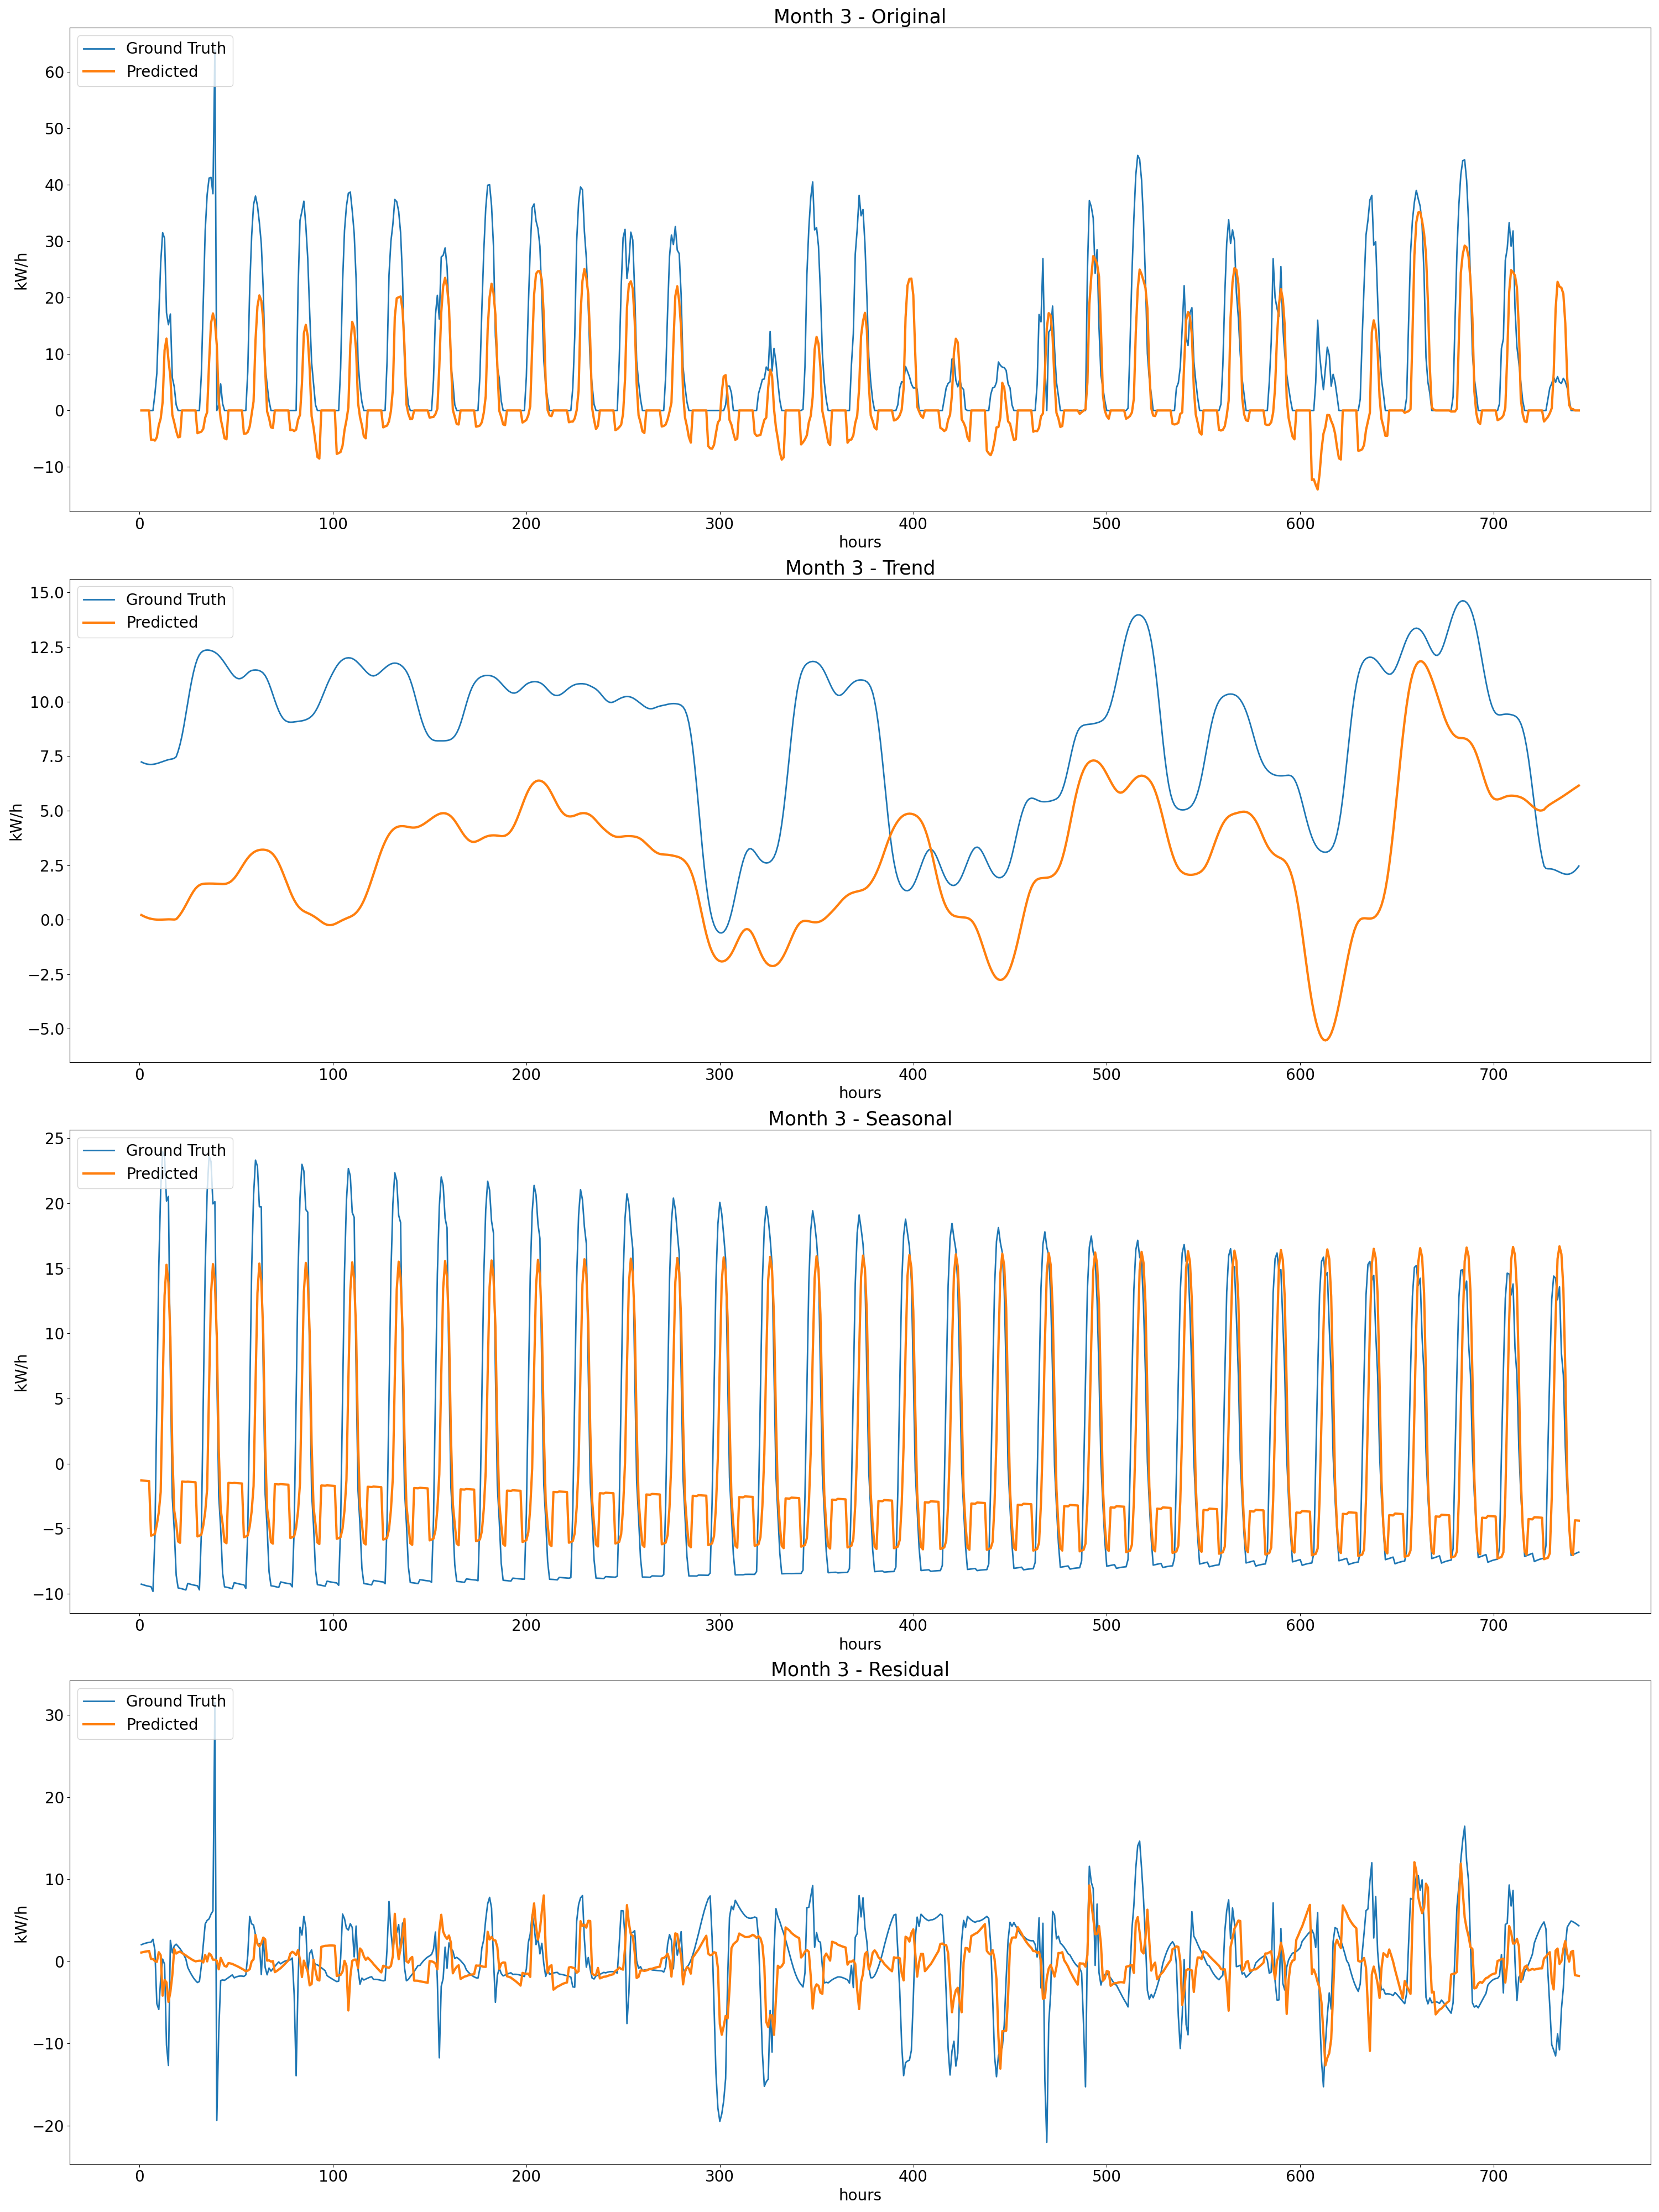 Month 3 - Original
Ground Truth
Predicted
60
50
40
30
20
10
0
−10
kW/h
0 100 200 300 400 500 600 700
hours
Month 3 - Trend
Ground Truth
Predicted
15.0
12.5
10.0
7.5
5.0
2.5
0.0
−2.5
−5.0
kW/h
0 100 200 300 400 500 600 700
hours
Month 3 - Seasonal
Ground Truth
Predicted
25
20
15
10
5
0
−5
−10
kW/h
0 100 200 300 400 500 600 700
hours
Month 3 - Residual
Ground Truth
Predicted
30
20
10
0
−10
−20
kW/h
0 100 200 300 400 500 600 700
hours